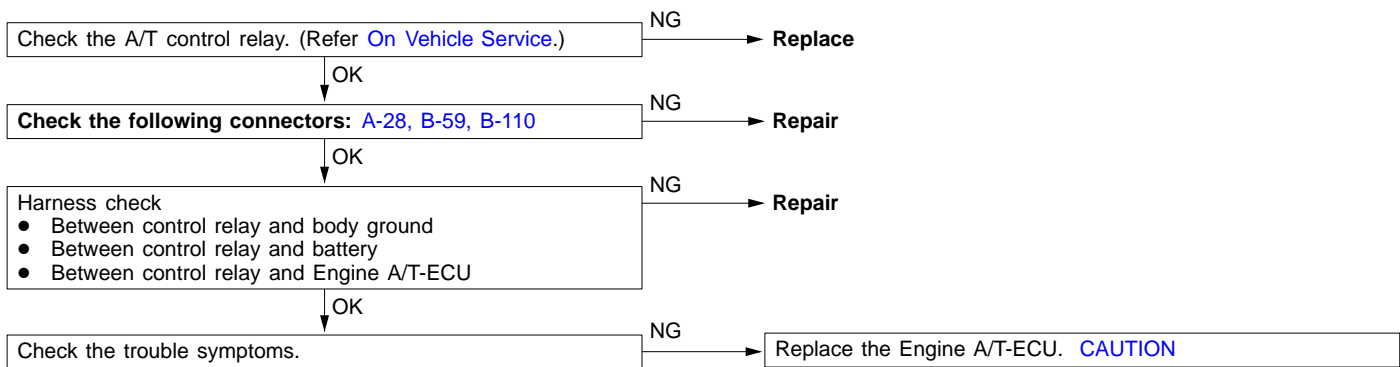 Check the A/T control relay. (Refer On Vehicle Service.)
NG
Replace
OK
Check the following connectors: A-28, B-59, B-110
NG
Repair
OK
Harness check
● Between control relay and body ground
● Between control relay and battery
● Between control relay and Engine A/T-ECU
NG
Repair
OK
Check the trouble symptoms.
NG
Replace the Engine A/T-ECU. CAUTION